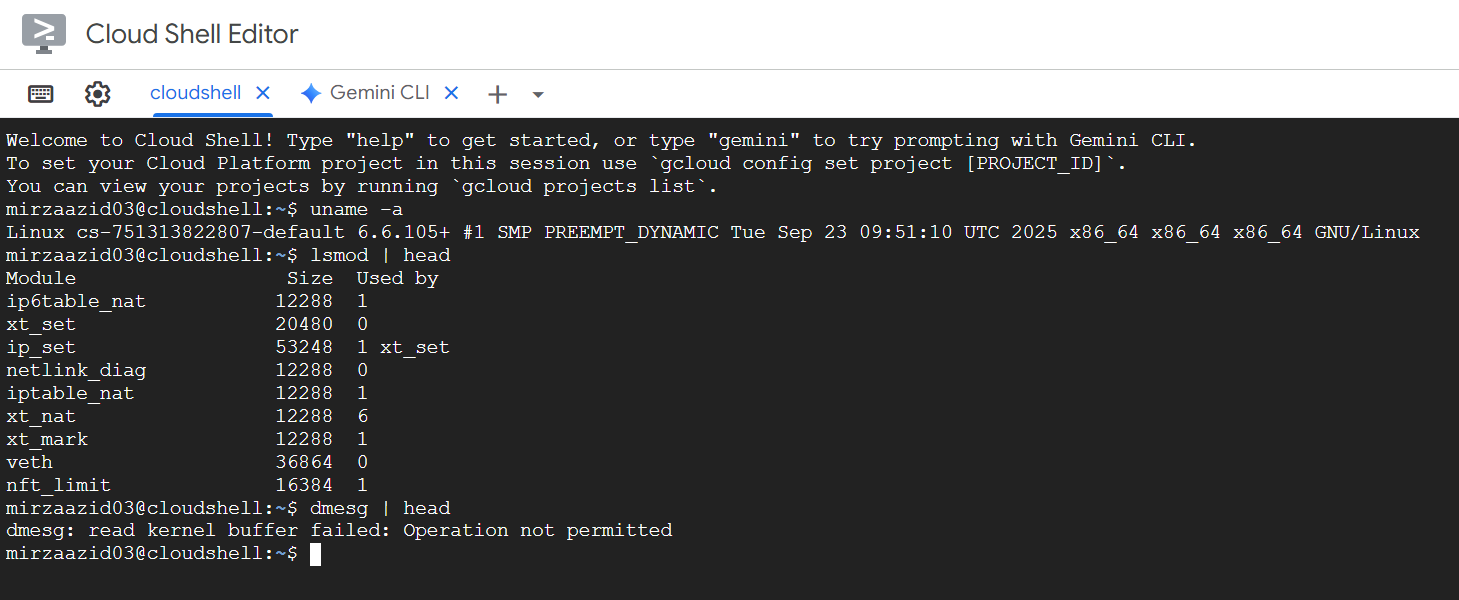 Cloud Shell Editor
cloudshell Gemini CLI
Welcome to Cloud Shell! Type "help" to get started, or type "gemini" to try prompting with Gemini CLI.
To set your Cloud Platform project in this session use `gcloud config set project [PROJECT_ID]`.
You can view your projects by running `gcloud projects list`.
mirzaazid03@cloudshell:~$ uname -a
Linux cs-751313822807-default 6.6.105+ #1 SMP PREEMPT_DYNAMIC Tue Sep 23 09:51:10 UTC 2025 x86_64 x86_64 x86_64 GNU/Linux
mirzaazid03@cloudshell:~$ lsmod | head
Module                  Size  Used by
ip6table_nat           12288  1
xt_set                 20480  0
ip_set                 53248  1 xt_set
netlink_diag           12288  0
iptable_nat            12288  1
xt_nat                 12288  6
xt_mark                12288  1
veth                   36864  0
nft_limit              16384  1
mirzaazid03@cloudshell:~$ dmesg | head
dmesg: read kernel buffer failed: Operation not permitted
mirzaazid03@cloudshell:~$